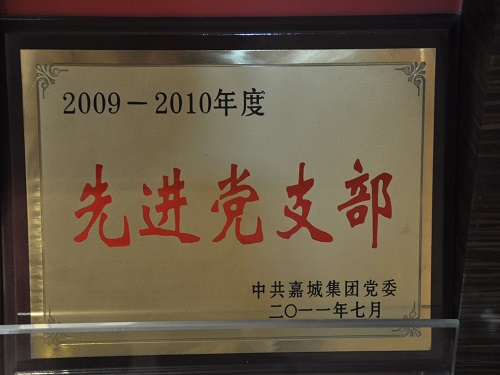 2009－2010年度
先进党支部
中共嘉城集团党委
二〇一一年七月